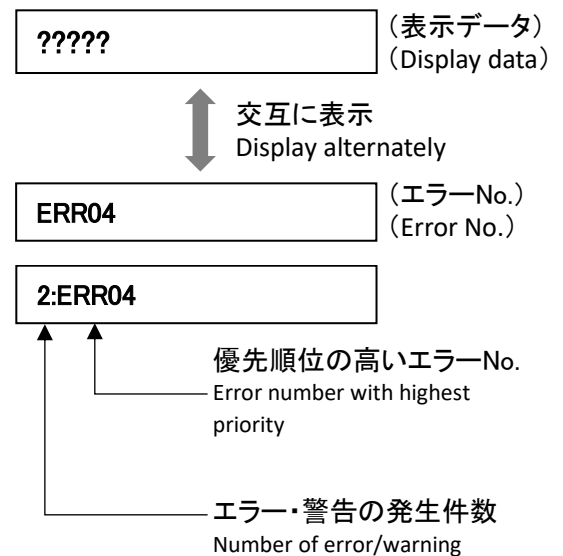 ?????
（表示データ）
（Display data）
交互に表示
Display alternately
ERR04
（エラーNo.）
（Error No.）
2:ERR04
優先順位の高いエラーNo.
Error number with highest
priority
エラー・警告の発生件数
Number of error/warning